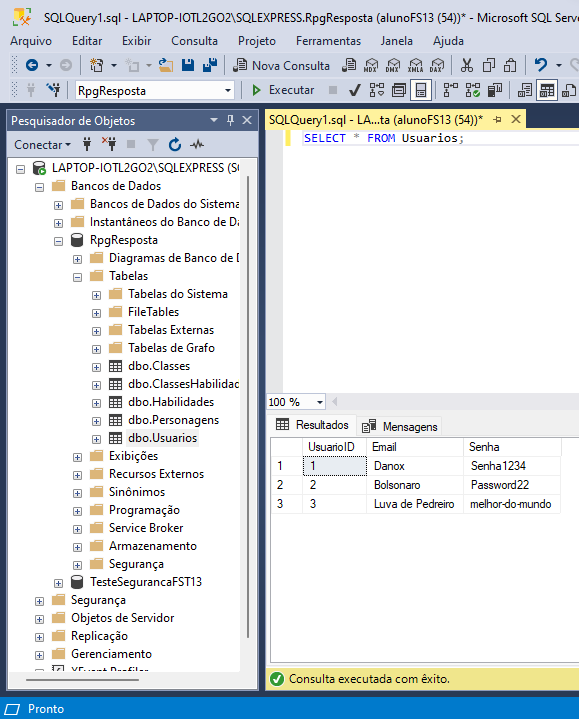 SQLQuery1.sql - LAPTOP-IOTL2GO2\SQLEXPRESS.RpgResposta (alunoFS13 (54))* - Microsoft SQL Serve
Arquivo Editar Exibir Consulta Projeto Ferramentas Janela Ajuda
Nova Consulta MDX DMX XMLA DAX
RpgResposta Executar
Pesquisador de Objetos
SQLQuery1.sql - LA...ta (alunoFS13 (54))*
Conectar
SELECT * FROM Usuarios;
LAPTOP-IOTL2GO2\SQLEXPRESS (SQ
Bancos de Dados
Bancos de Dados do Sistema
Instantâneos do Banco de Da
RpgResposta
Diagramas de Banco de D
Tabelas
Tabelas do Sistema
FileTables
Tabelas Externas
Tabelas de Grafo
dbo.Classes
dbo.ClassesHabilidad
dbo.Habilidades
dbo.Personagens
dbo.Usuarios
Exibições
Recursos Externos
Sinônimos
Programação
Service Broker
Armazenamento
Segurança
TesteSegurancaFST13
Segurança
Objetos de Servidor
Replicação
Gerenciamento
XEvent Profiler
100 %
Resultados Mensagens
UsuarioID Email Senha
1 1 Danox Senha1234
2 2 Bolsonaro Password22
3 3 Luva de Pedreiro melhor-do-mundo
Consulta executada com êxito.
Pronto